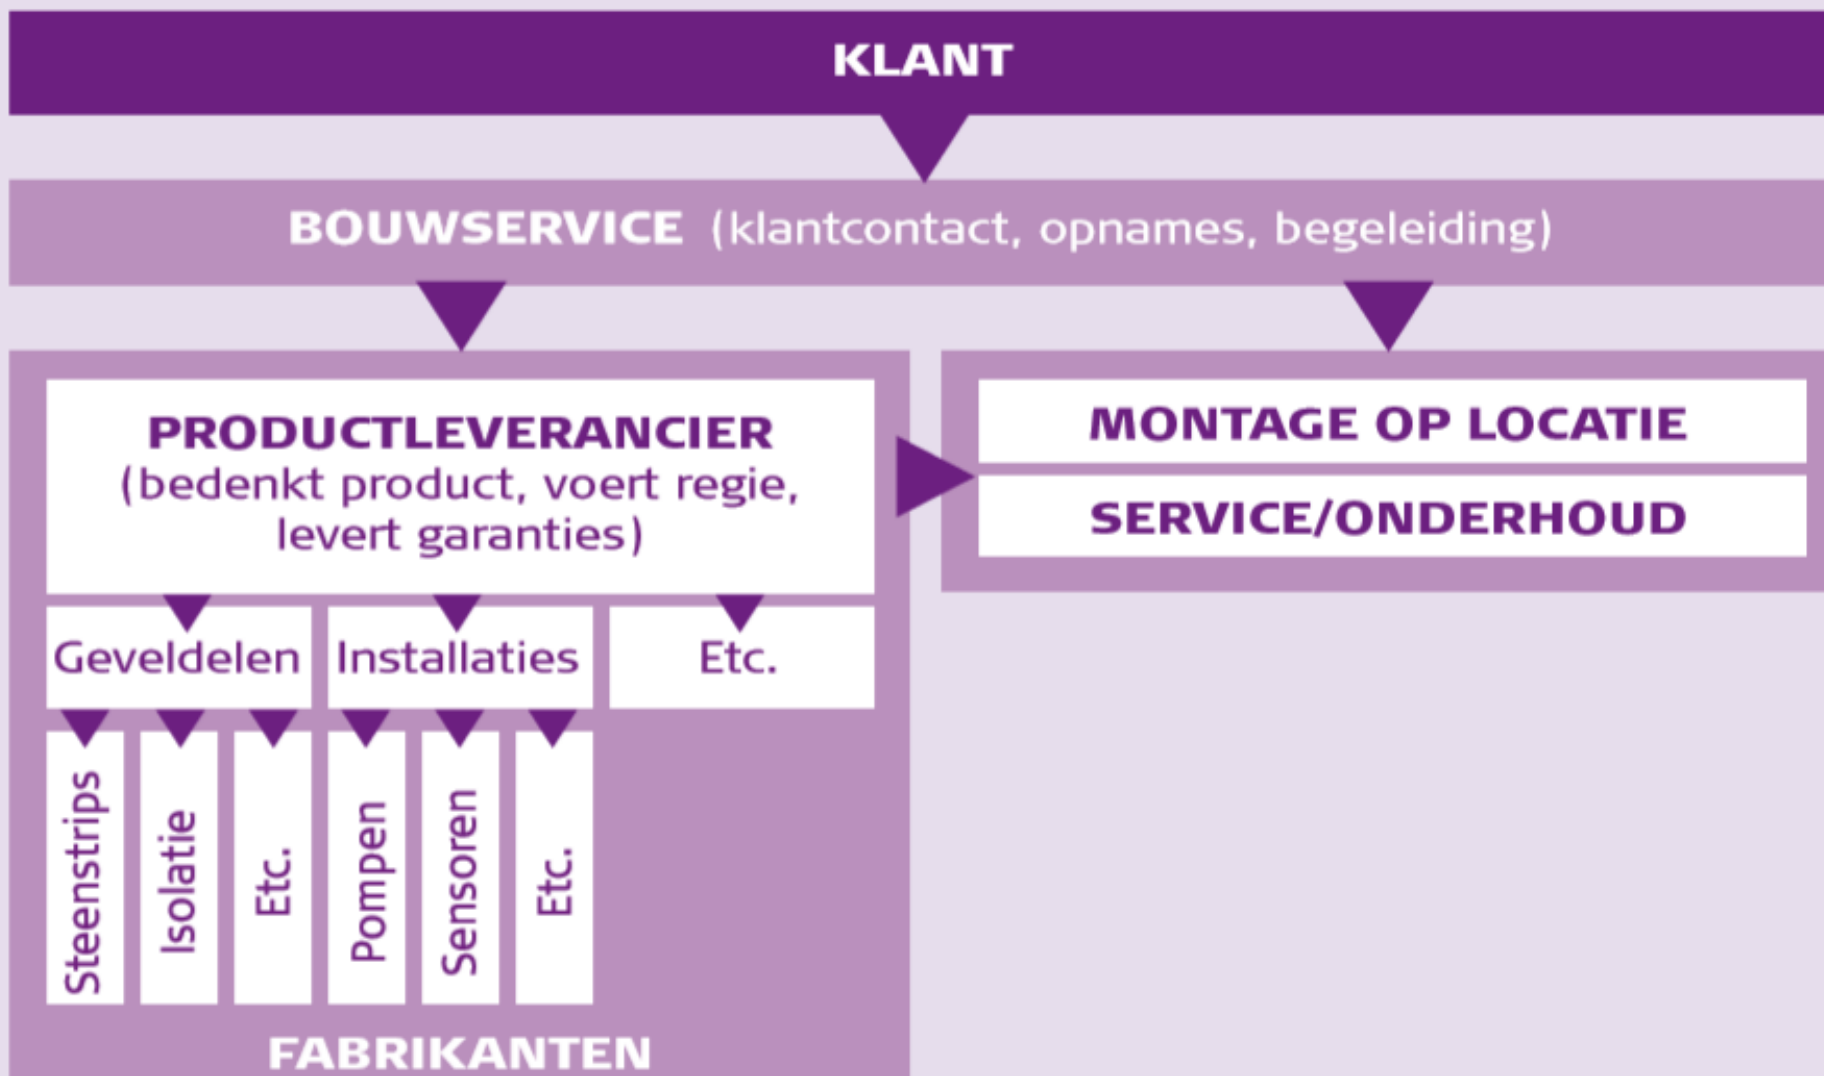 KLANT
BOUWSERVICE (klantcontact, opnames, begeleiding)
PRODUCTLEVERANCIER
(bedenkt product, voert regie,
levert garanties)
MONTAGE OP LOCATIE
SERVICE/ONDERHOUD
Geveldelen
Installaties
Etc.
Steenstrips
Isolatie
Etc.
Pompen
Sensoren
Etc.
FABRIKANTEN